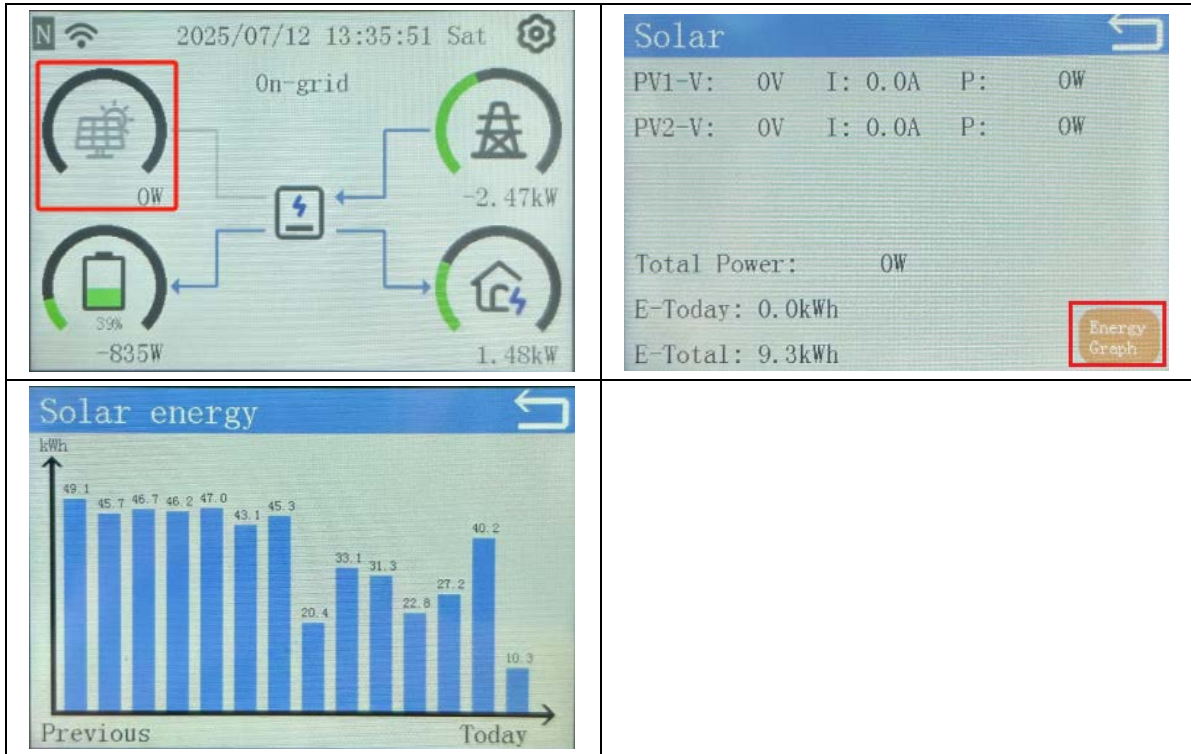 N 2025/07/12 13:35:51 Sat
On-grid
0W
-2.47kW
39%
-835W
1.48kW
Solar
PV1-V: 0V I: 0.0A P: 0W
PV2-V: 0V I: 0.0A P: 0W
Total Power: 0W
E-Today: 0.0kWh
E-Total: 9.3kWh
Energy
Graph
Solar energy
kWh
49.1 45.7 46.7 46.2 47.0 43.1 45.3 20.4 33.1 31.3 22.8 27.2 40.2 10.3
Previous Today